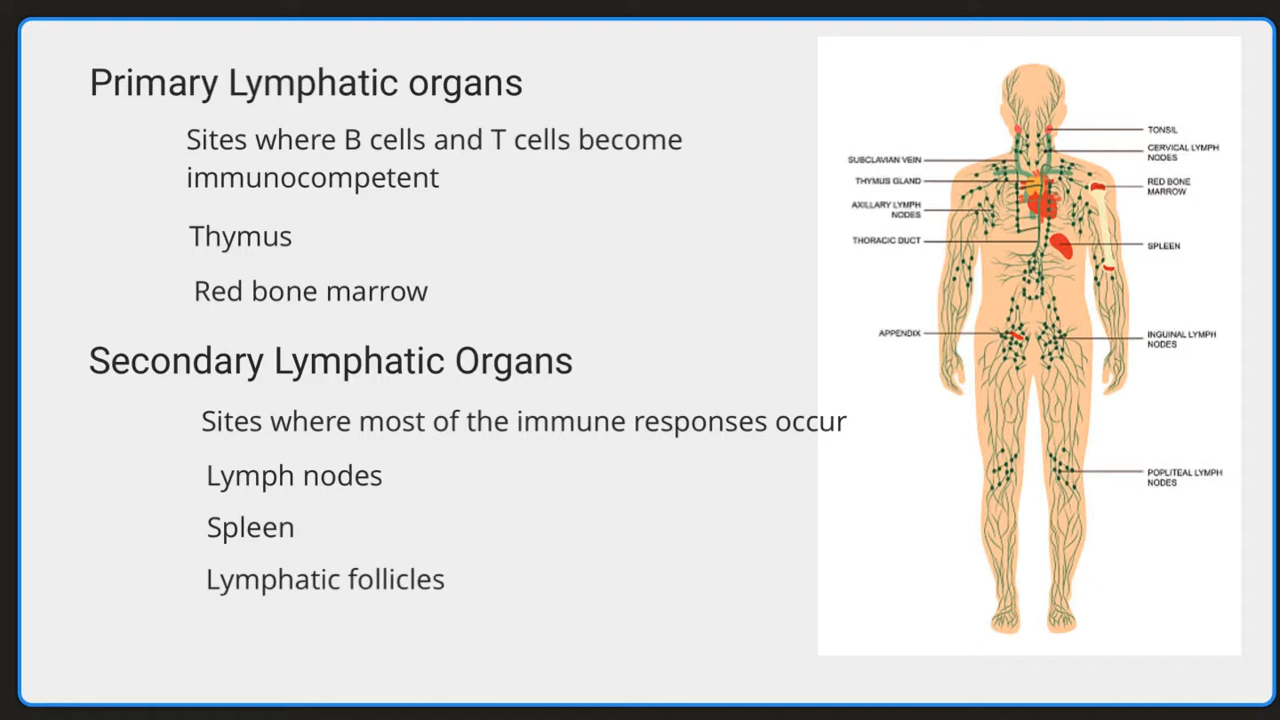 Primary Lymphatic organs
Sites where B cells and T cells become
immunocompetent
Thymus
Red bone marrow
Secondary Lymphatic Organs
Sites where most of the immune responses occur
Lymph nodes
Spleen
Lymphatic follicles
SUBCLAVIAN VEIN
THYMUS GLAND
AXILLARY LYMPH
NODES
THORACIC DUCT
APPENDIX
TONSIL
CERVICAL LYMPH
NODES
RED BONE
MARROW
SPLEEN
INGUINAL LYMPH
NODES
POPLITEAL LYMPH
NODES